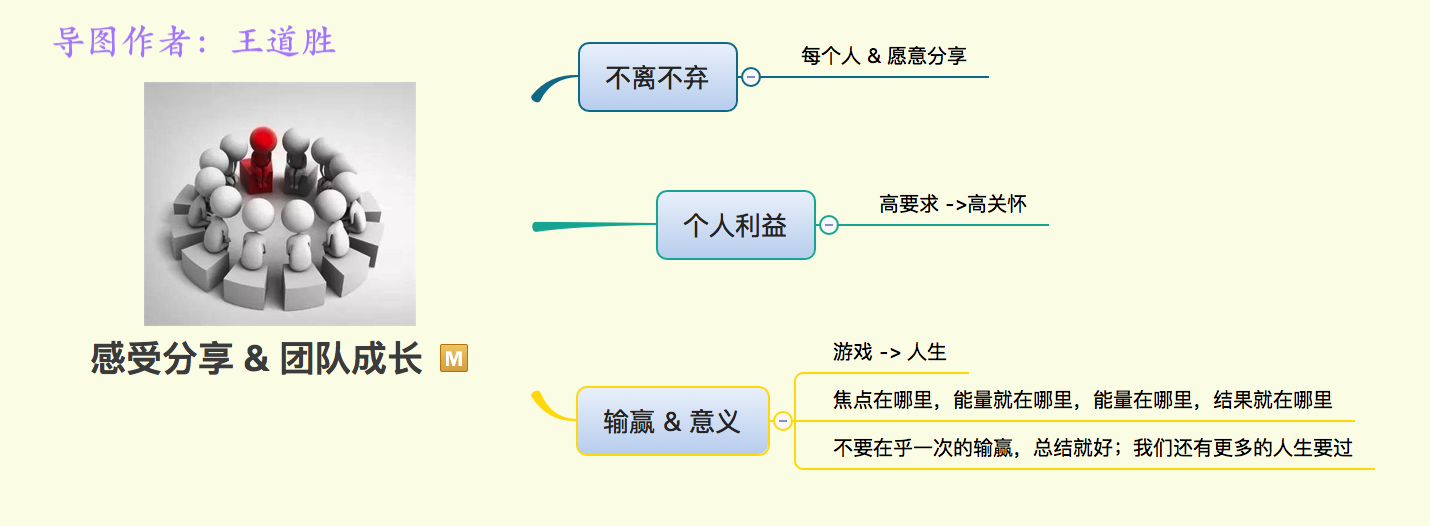 导图作者：王道胜
感受分享 & 团队成长 M
不离不弃
每个人 & 愿意分享
个人利益
高要求 ->高关怀
输赢 & 意义
游戏 -> 人生
焦点在哪里，能量就在哪里，能量在哪里，结果就在哪里
不要在乎一次的输赢，总结就好；我们还有更多的人生要过